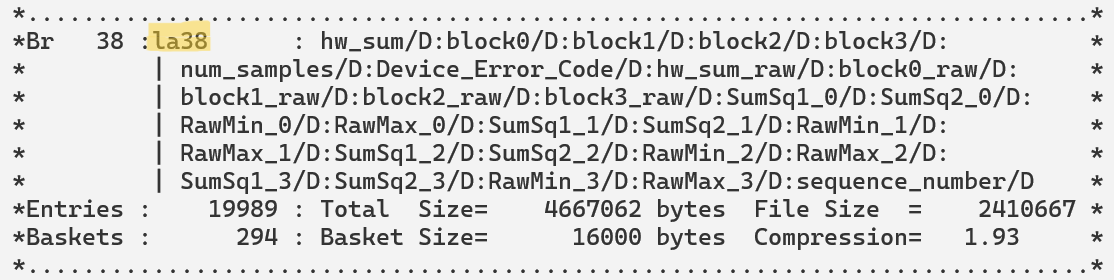 *............................................................................*
*Br   38 :la38      : hw_sum/D:block0/D:block1/D:block2/D:block3/D:          *
*         | num_samples/D:Device_Error_Code/D:hw_sum_raw/D:block0_raw/D:     *
*         | block1_raw/D:block2_raw/D:block3_raw/D:SumSq1_0/D:SumSq2_0/D:    *
*         | RawMin_0/D:RawMax_0/D:SumSq1_1/D:SumSq2_1/D:RawMin_1/D:          *
*         | RawMax_1/D:SumSq1_2/D:SumSq2_2/D:RawMin_2/D:RawMax_2/D:          *
*         | SumSq1_3/D:SumSq2_3/D:RawMin_3/D:RawMax_3/D:sequence_number/D    *
*Entries :    19989 : Total  Size=    4667062 bytes  File Size  =    2410667 *
*Baskets :      294 : Basket Size=      16000 bytes  Compression=   1.93     *
*............................................................................*